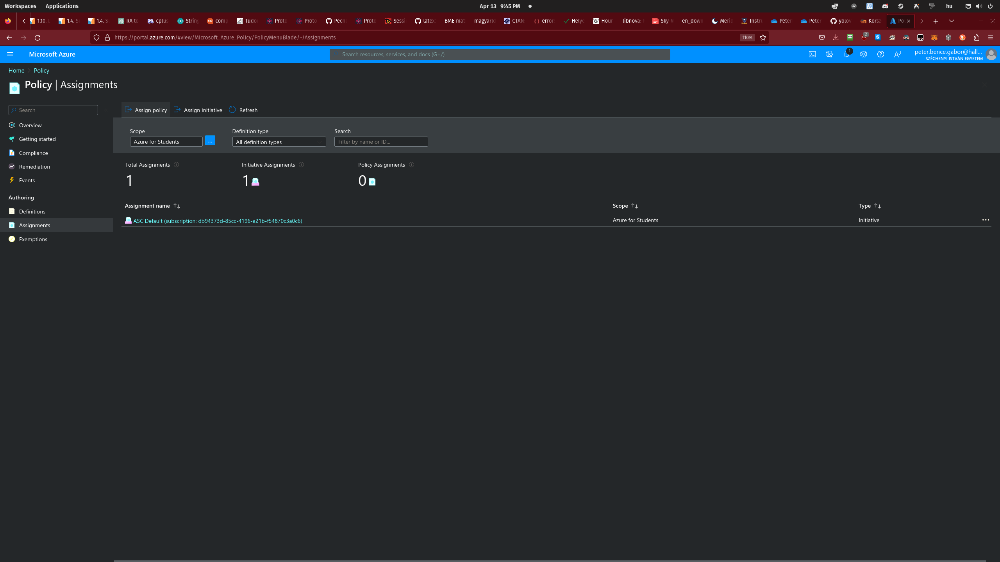 Workspaces Applications Apr 13 9:45 PM hu
1.10. 1.4. 1.4. RA to cplus String comp Tudo Proto Proto Pecne Proto Sessi latex BME mat magyarld CTAN: errors Helye Hour libnova: Sky-W en_down Merid Instru Peter Peter yolov Korsz Pol
https://portal.azure.com/#view/Microsoft_Azure_Policy/PolicyMenuBlade/~/Assignments 110% 2
Microsoft Azure Search resources, services, and docs (G+/) 1 peter.bence.gabor@hall...
SZÉCHENYI ISTVÁN EGYETEM
Home Policy
Policy | Assignments
Search
Overview
Getting started
Compliance
Remediation
Events
Authoring
Definitions
Assignments
Exemptions
Assign policy Assign initiative Refresh
Scope Definition type Search
Azure for Students ... All definition types Filter by name or ID...
Total Assignments Initiative Assignments Policy Assignments
1 1 0
Assignment name Scope Type
ASC Default (subscription: db94373d-85cc-4196-a21b-f54870c3a0c6) Azure for Students Initiative